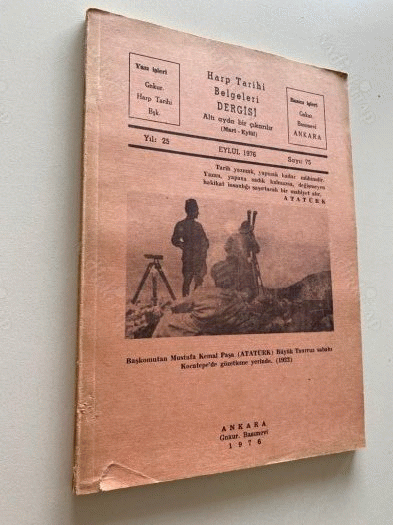 Yazı işleri
Gnkur.
Harp Tarihi
Bşk.
Harp Tarihi
Belgeleri
DERGİSİ
Altı ayda bir çıkarılır
(Mart - Eylül)
Basım işleri
Gnkur.
Basımevi
ANKARA
Yıl: 25
EYLÜL 1976
Sayı: 75
Tarih yazmak, yapmak kadar mühimdir.
Yazan, yapana sadık kalmazsa, değişmeyen
hakikat insanlığı şaşırtacak bir mahiyet alır.
ATATÜRK
Başkomutan Mustafa Kemal Paşa (ATATÜRK) Büyük Taarruz sabahı
Kocatepe'de gözetleme yerinde. (1922)
ANKARA
Gnkur. Basımevi
1976